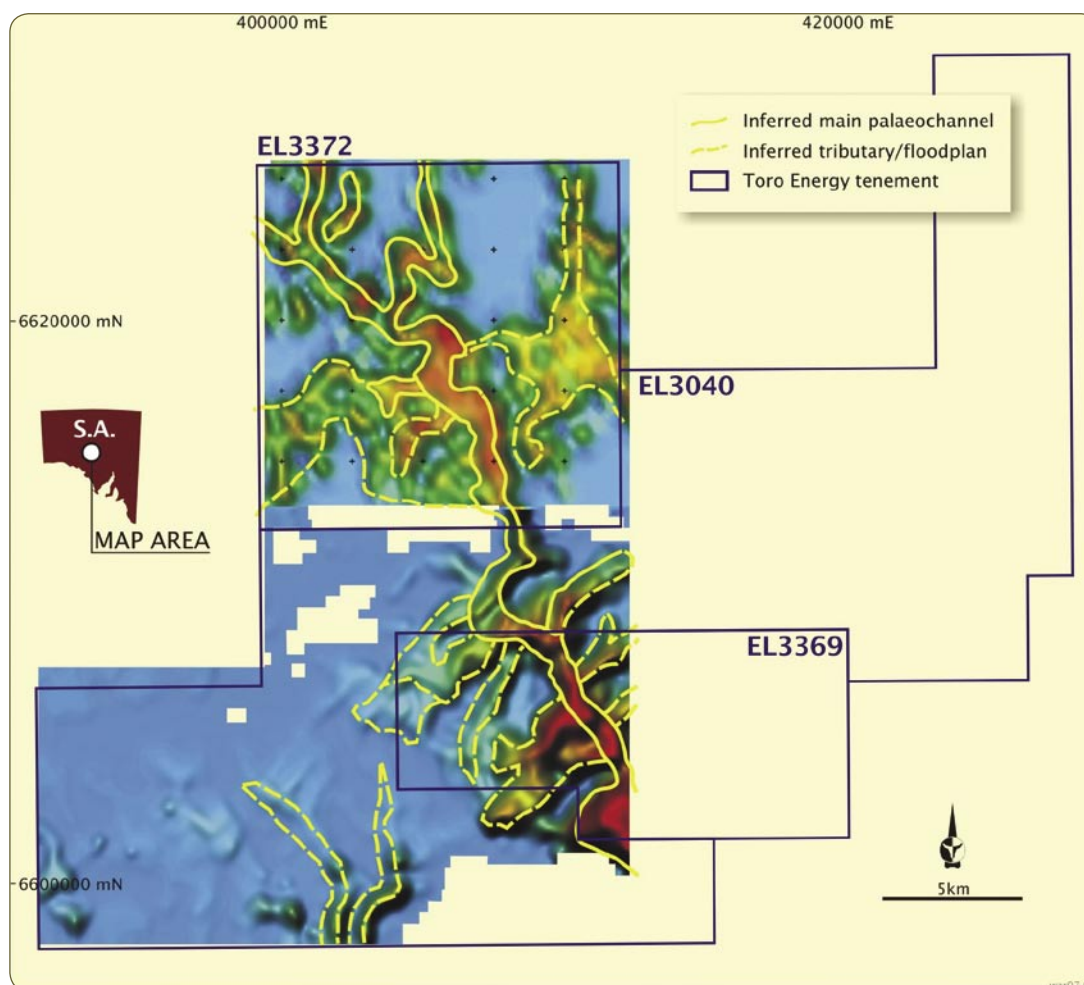 400000 mE
420000 mE
EL3372
Inferred main palaeochannel
Inferred tributary/floodplan
Toro Energy tenement
6620000 mN
EL3040
S.A.
MAP AREA
EL3369
6600000 mN
5km